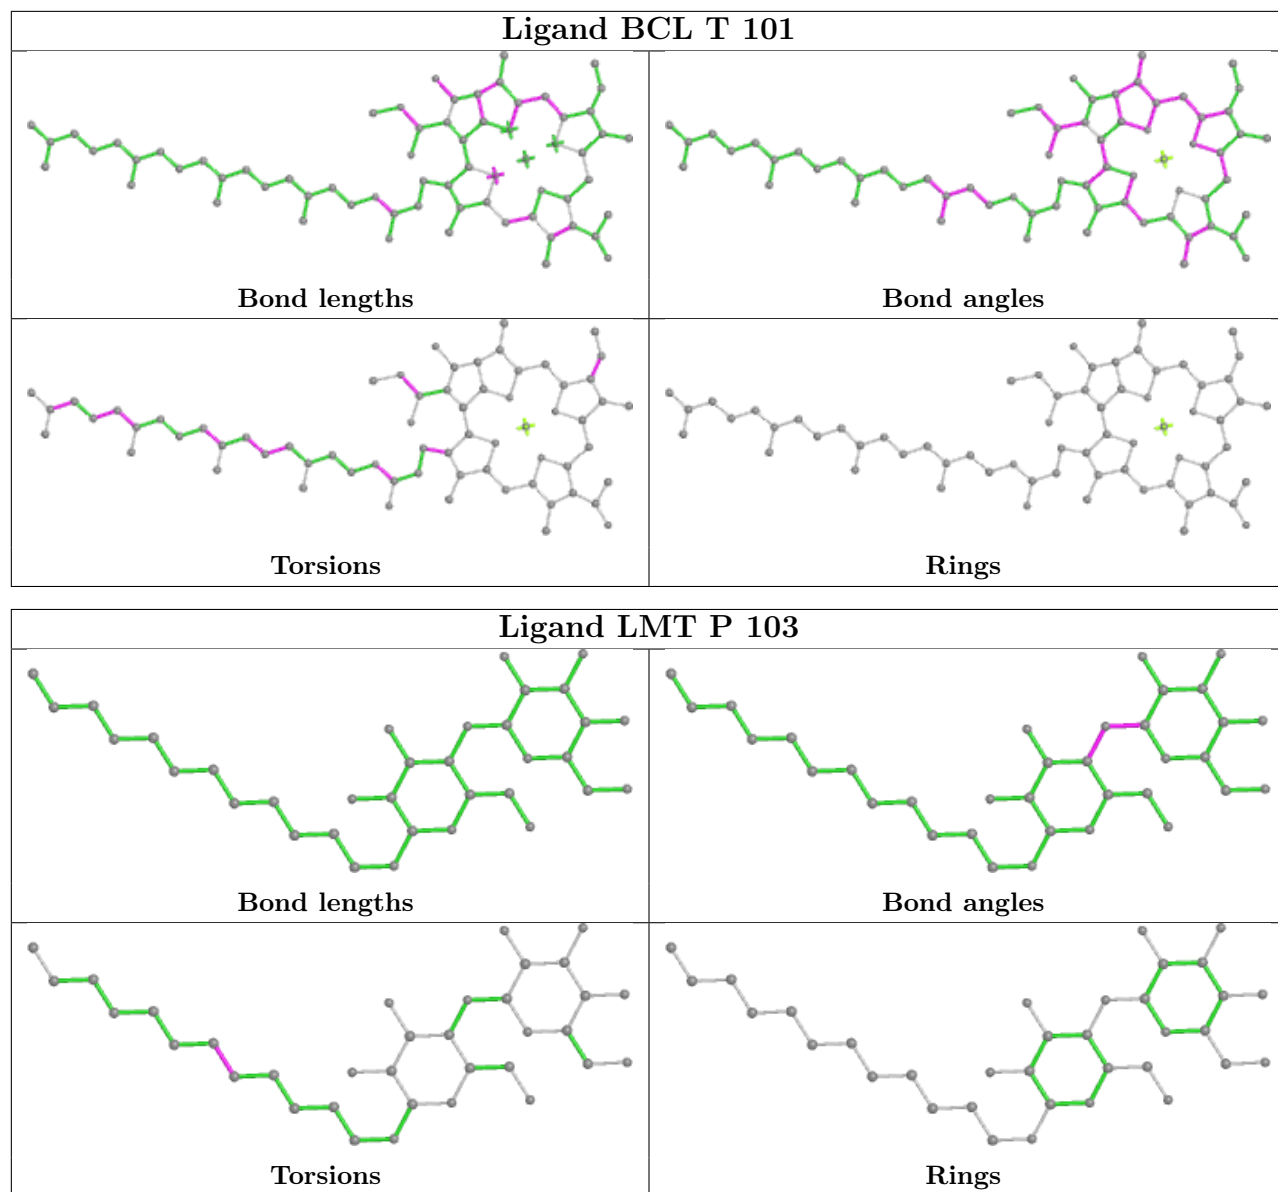 Ligand BCL T 101
Bond lengths
Bond angles
Torsions
Rings
Ligand LMT P 103
Bond lengths
Bond angles
Torsions
Rings